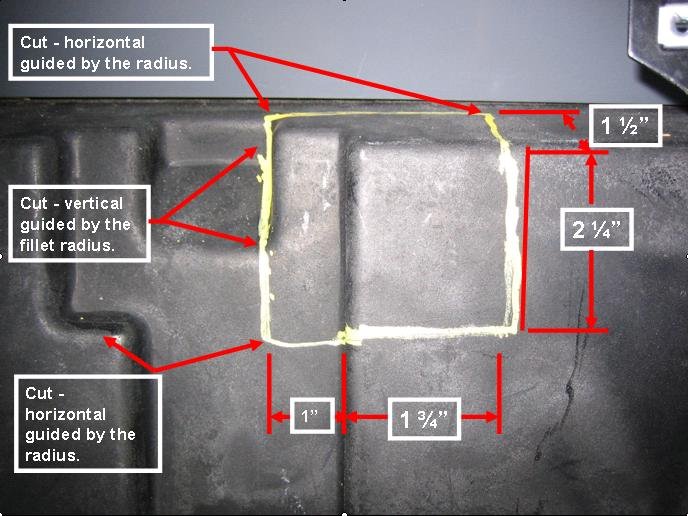 Cut - horizontal
guided by the radius.
1 ½”
Cut - vertical
guided by the
fillet radius.
2 ¼”
Cut -
horizontal
guided by the
radius.
1”
1 ¾”